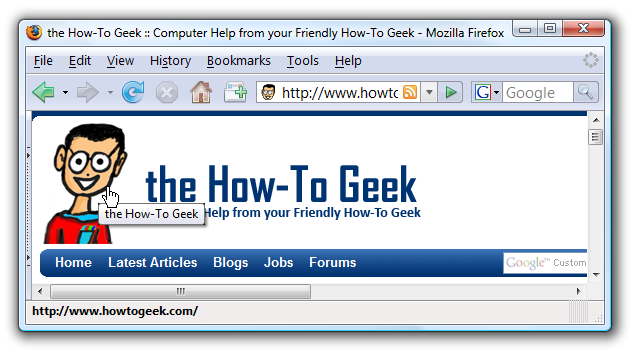 the How-To Geek :: Computer Help from your Friendly How-To Geek - Mozilla Firefox
File Edit View History Bookmarks Tools Help
http://www.howto G Google
the How-To Geek
Help from your Friendly How-To Geek
the How-To Geek
Home Latest Articles Blogs Jobs Forums Google™ Custom
http://www.howtogeek.com/